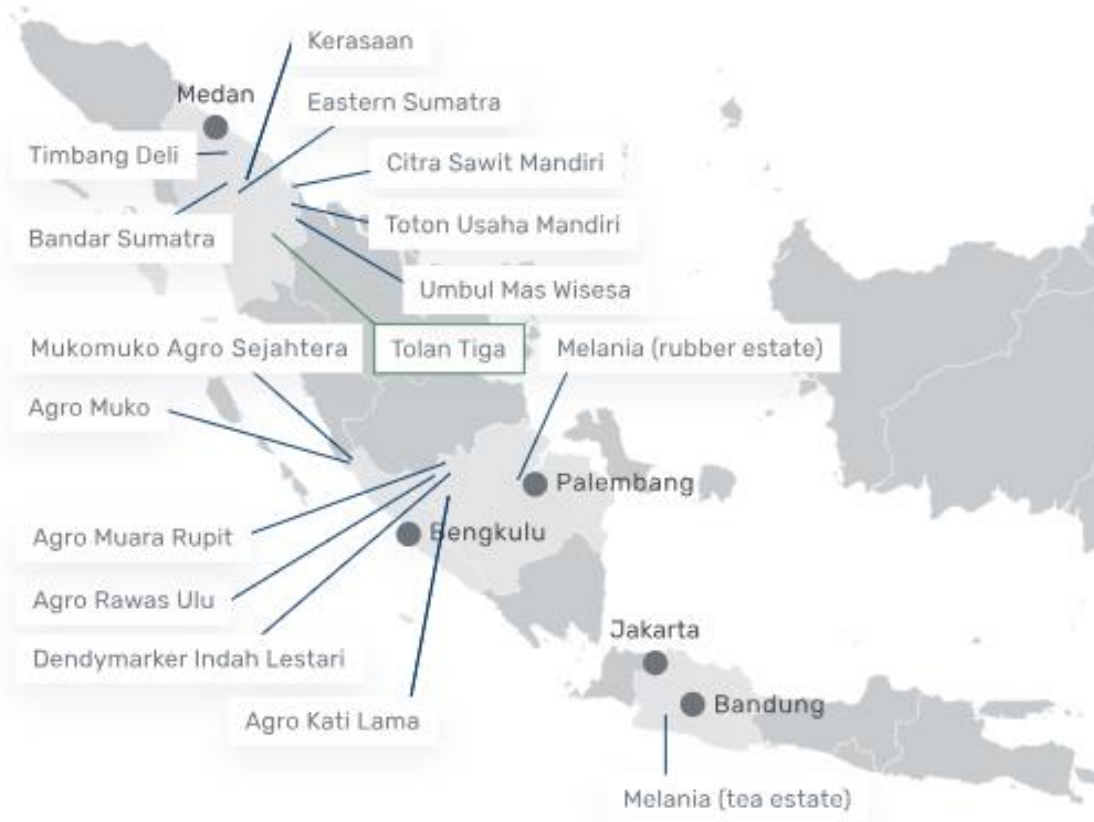 Kerasaan
Medan
Eastern Sumatra
Timbang Deli
Citra Sawit Mandiri
Bandar Sumatra
Toton Usaha Mandiri
Umbul Mas Wisesa
Mukomuko Agro Sejahtera
Tolan Tiga
Melania (rubber estate)
Agro Muko
Palembang
Agro Muara Rupit
Bengkulu
Agro Rawas Ulu
Jakarta
Dendymarker Indah Lestari
Bandung
Agro Kati Lama
Melania (tea estate)